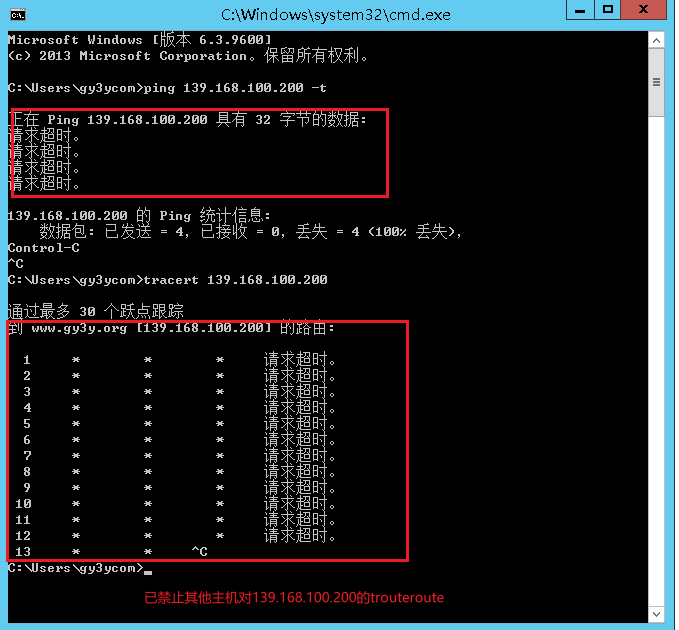 C:\Windows\system32\cmd.exe
Microsoft Windows [版本 6.3.9600]
(c) 2013 Microsoft Corporation。保留所有权利。
C:\Users\gy3ycom>ping 139.168.100.200 -t
正在 Ping 139.168.100.200 具有 32 字节的数据:
请求超时。
请求超时。
请求超时。
请求超时。
139.168.100.200 的 Ping 统计信息:
数据包: 已发送 = 4，已接收 = 0，丢失 = 4 (100% 丢失)，
Control-C
^C
C:\Users\gy3ycom>tracert 139.168.100.200
通过最多 30 个跃点跟踪
到 www.gy3y.org [139.168.100.200] 的路由:
1 * * * 请求超时。
2 * * * 请求超时。
3 * * * 请求超时。
4 * * * 请求超时。
5 * * * 请求超时。
6 * * * 请求超时。
7 * * * 请求超时。
8 * * * 请求超时。
9 * * * 请求超时。
10 * * * 请求超时。
11 * * * 请求超时。
12 * * * 请求超时。
13 * * ^C
C:\Users\gy3ycom>
已禁止其他主机对139.168.100.200的trouteroute